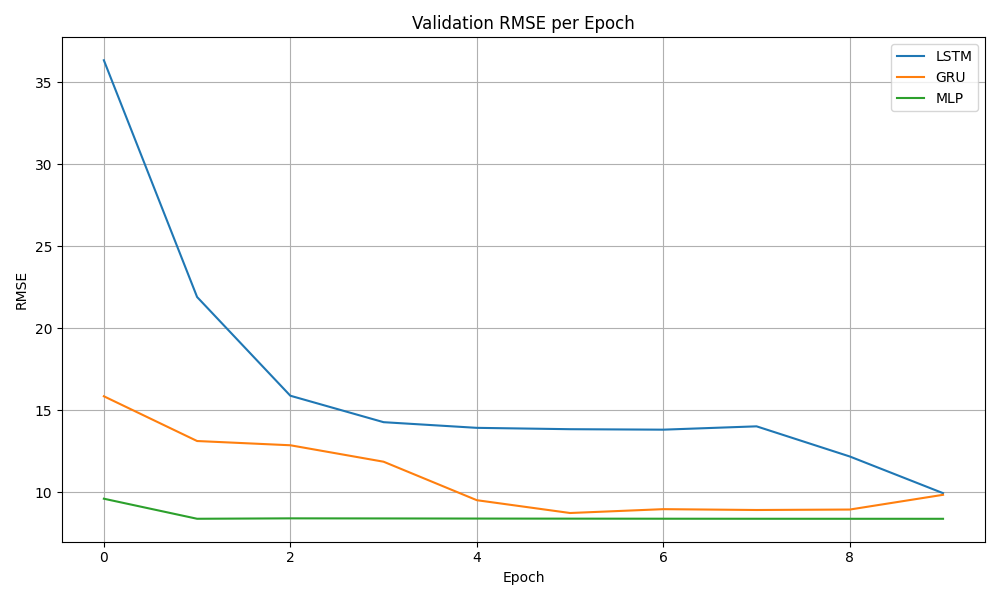 Validation RMSE per Epoch
LSTM
GRU
MLP
35
30
25
20
15
10
RMSE
0 2 4 6 8
Epoch